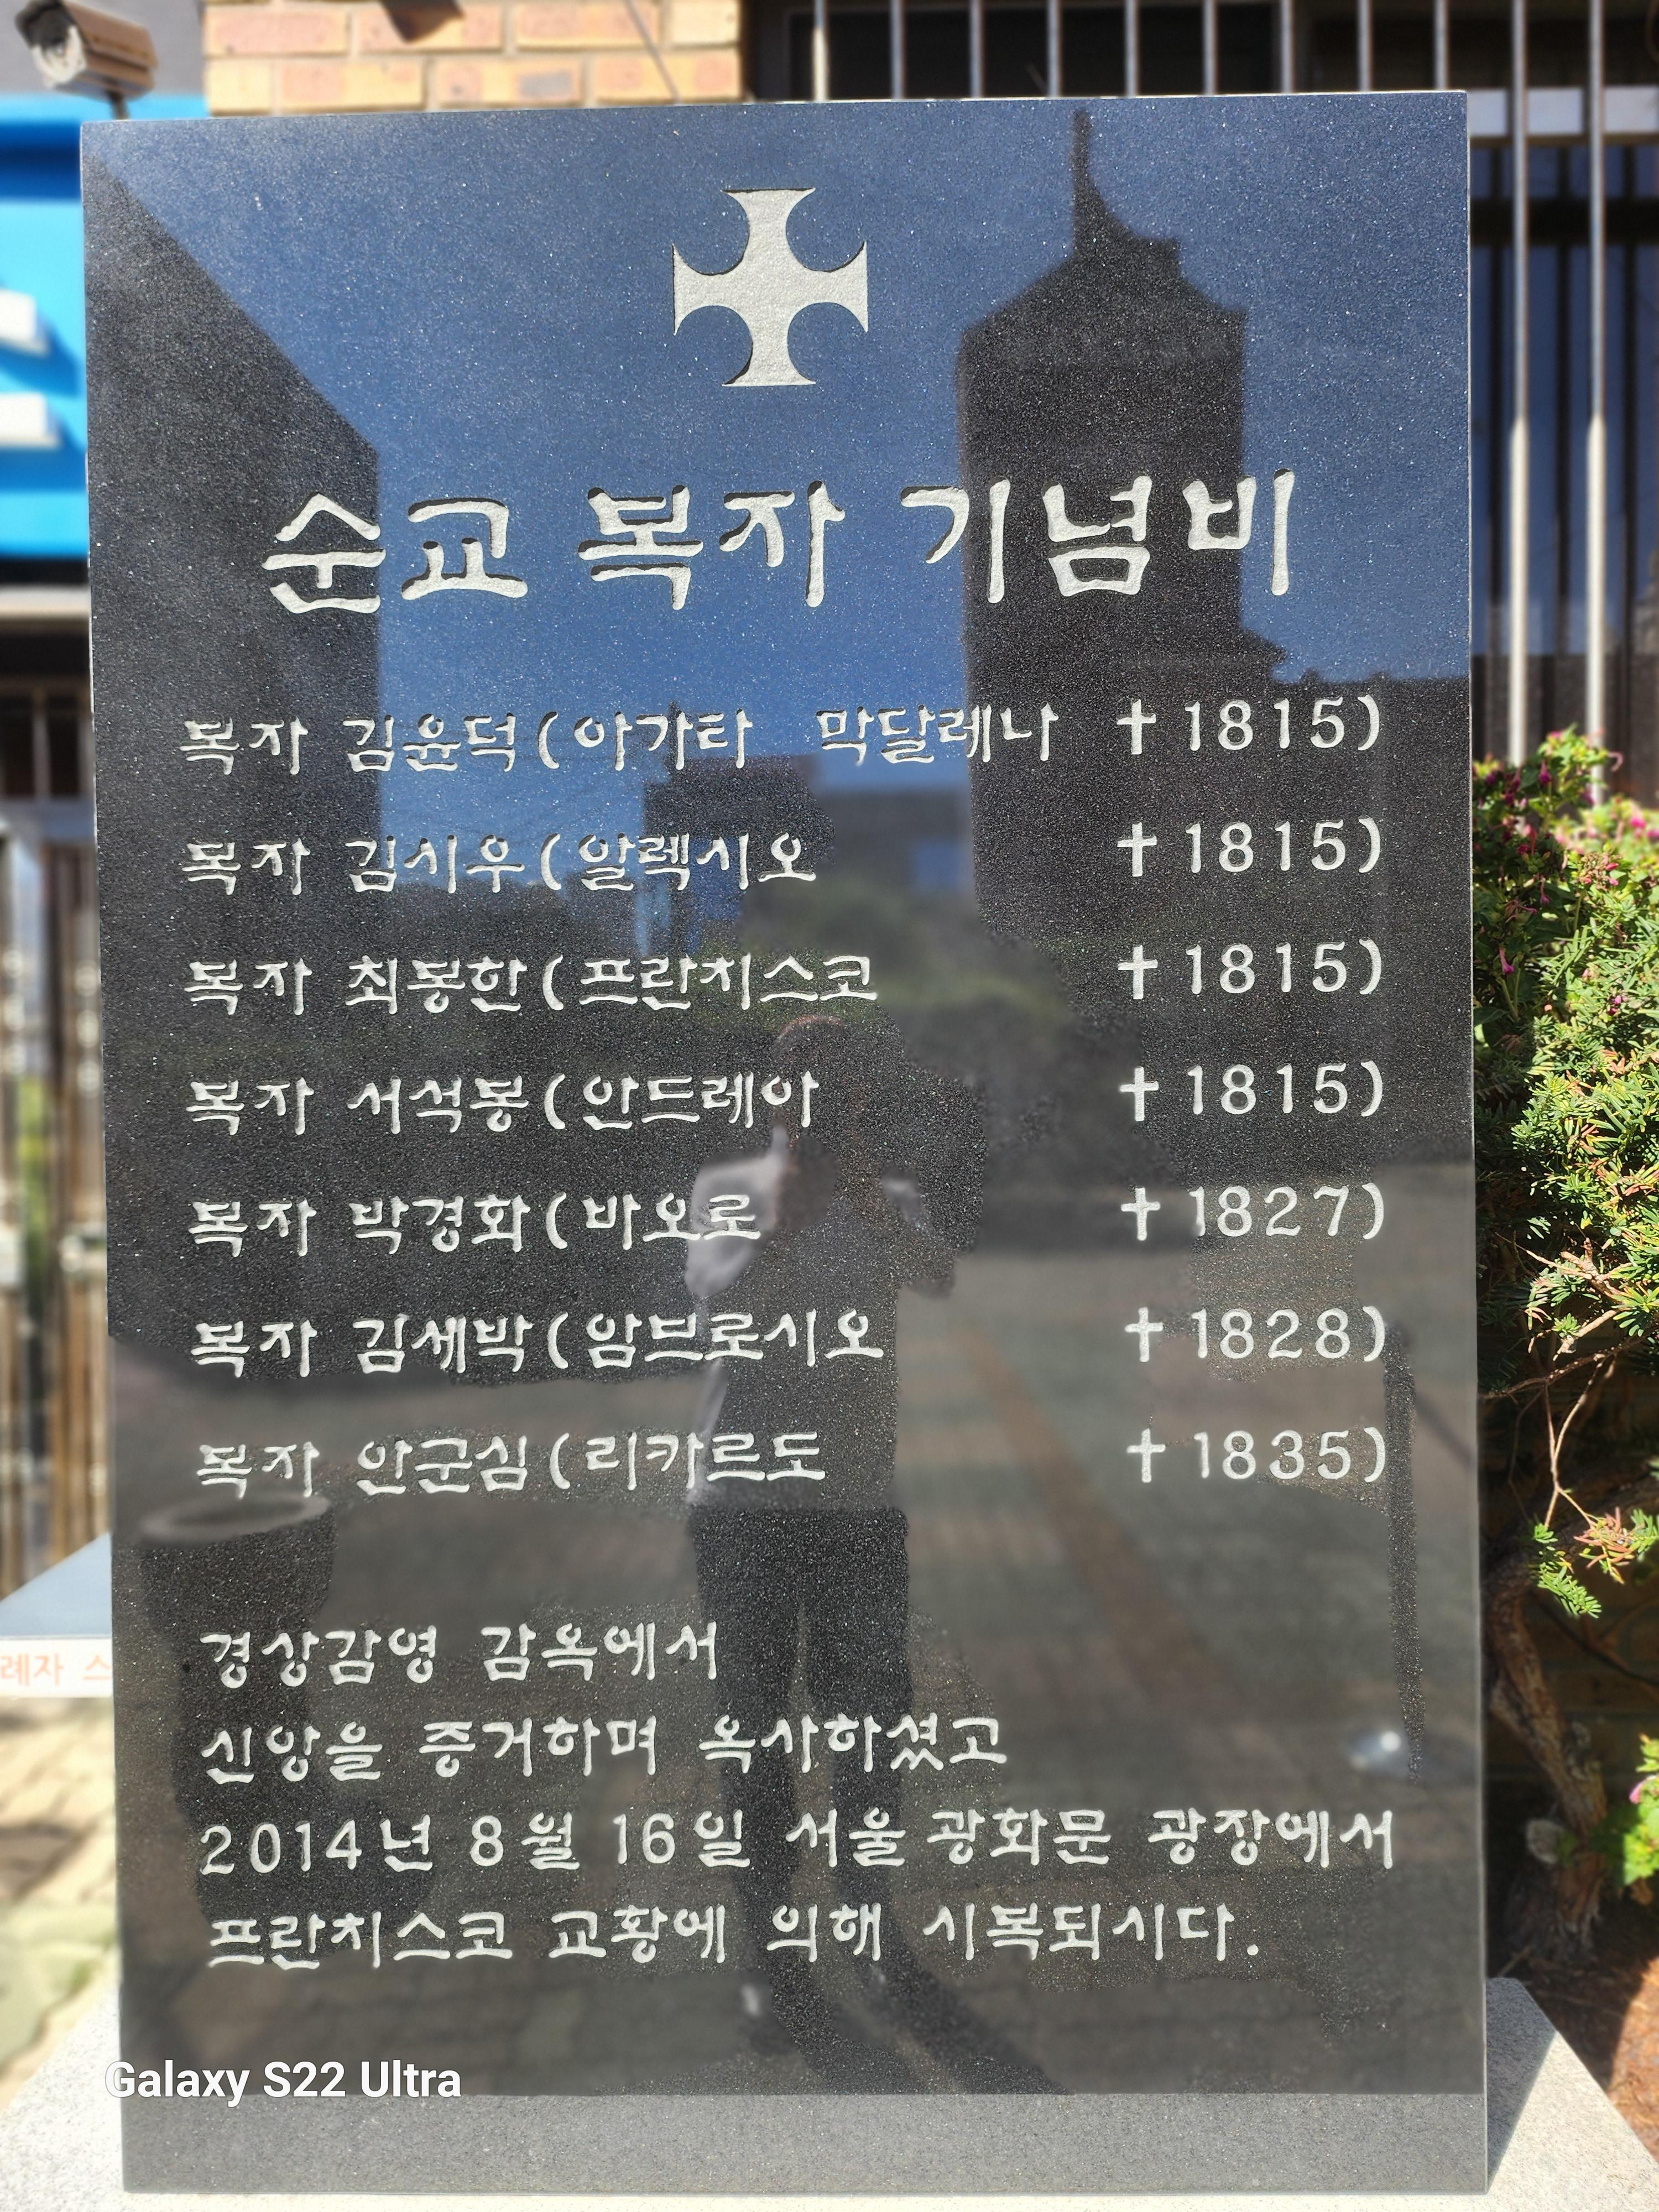 순교 복자 기념비
복자 김윤덕(아가타 막달레나 ✝1815)
복자 김시우(알렉시오 ✝1815)
복자 최봉한(프란치스코 ✝1815)
복자 서석봉(안드레아 ✝1815)
복자 박경화(바오로 ✝1827)
복자 김세박(암브로시오 ✝1828)
복자 안군심(리카르도 ✝1835)
경상감영 감옥에서
신앙을 증거하며 옥사하셨고
2014년 8월 16일 서울 광화문 광장에서
프란치스코 교황에 의해 시복되시다.
례자 스
Galaxy S22 Ultra